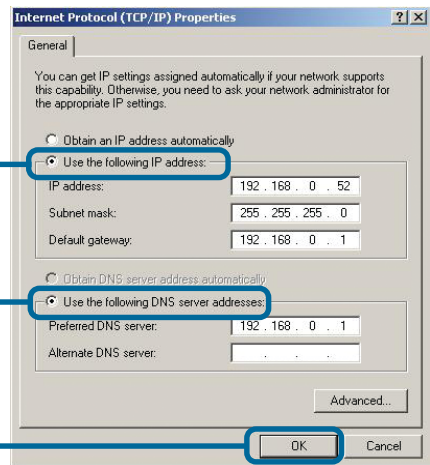 Internet Protocol (TCP/IP) Properties
General
You can get IP settings assigned automatically if your network supports
this capability. Otherwise, you need to ask your network administrator for
the appropriate IP settings.
Obtain an IP address automatically
Use the following IP address:
IP address: 192 . 168 . 0 . 52
Subnet mask: 255 . 255 . 255 . 0
Default gateway: 192 . 168 . 0 . 1
Obtain DNS server address automatically
Use the following DNS server addresses:
Preferred DNS server: 192 . 168 . 0 . 1
Alternate DNS server: . . .
Advanced...
OK Cancel